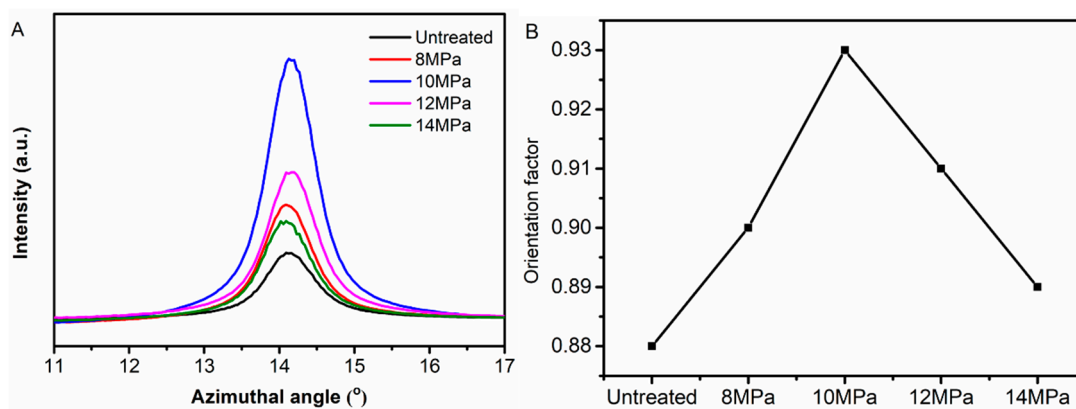 A
Untreated
8MPa
10MPa
12MPa
14MPa
Intensity (a.u.)
11 12 13 14 15 16 17
Azimuthal angle (°)
B
0.93
0.92
0.91
0.90
0.89
0.88
Orientation factor
Untreated 8MPa 10MPa 12MPa 14MPa